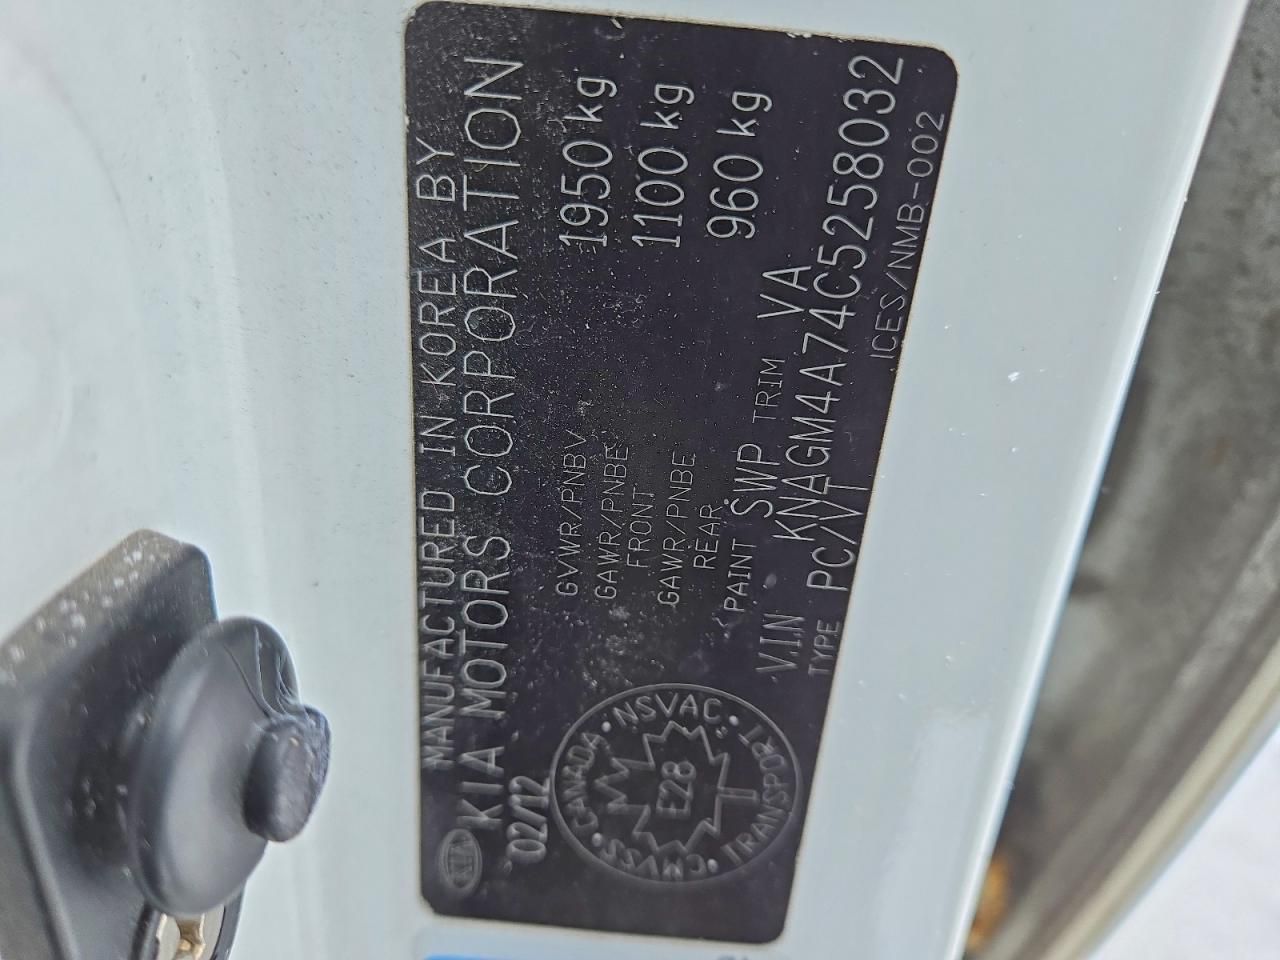 MANUFACTURED IN KOREA BY
KIA MOTORS CORPORATION
02/12
GVWR/PNBV 1950 kg
GAWR/PNBE 1100 kg
FRONT
GAWR/PNBE 960 kg
REAR
PAINT SWP TRIM VA
V.I.N KNAGM4A74C5258032
TYPE PC/VT ICES/NMB-002
KIA
CANADA · NSVAC · TRANSPORT · CMVSS
E28